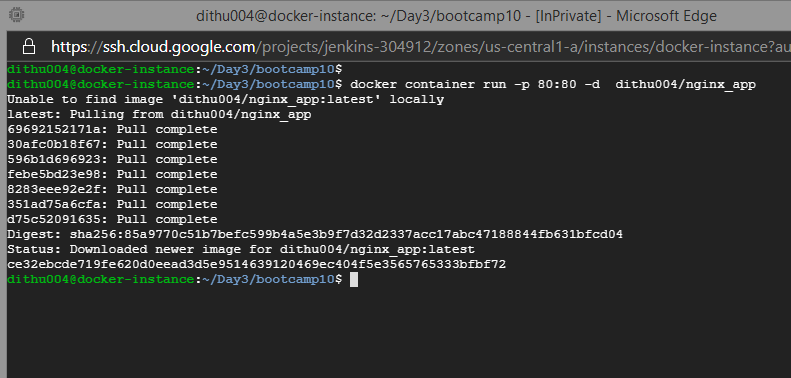 dithu004@docker-instance: ~/Day3/bootcamp10 - [InPrivate] - Microsoft Edge
https://ssh.cloud.google.com/projects/jenkins-304912/zones/us-central1-a/instances/docker-instance?au
dithu004@docker-instance:~/Day3/bootcamp10$
dithu004@docker-instance:~/Day3/bootcamp10$ docker container run -p 80:80 -d  dithu004/nginx_app
Unable to find image 'dithu004/nginx_app:latest' locally
latest: Pulling from dithu004/nginx_app
69692152171a: Pull complete
30afc0b18f67: Pull complete
596b1d696923: Pull complete
febe5bd23e98: Pull complete
8283eee92e2f: Pull complete
351ad75a6cfa: Pull complete
d75c52091635: Pull complete
Digest: sha256:85a9770c51b7befc599b4a5e3b9f7d32d2337acc17abc47188844fb631bfcd04
Status: Downloaded newer image for dithu004/nginx_app:latest
ce32ebcde719fe620d0eead3d5e9514639120469ec404f5e3565765333bfbf72
dithu004@docker-instance:~/Day3/bootcamp10$